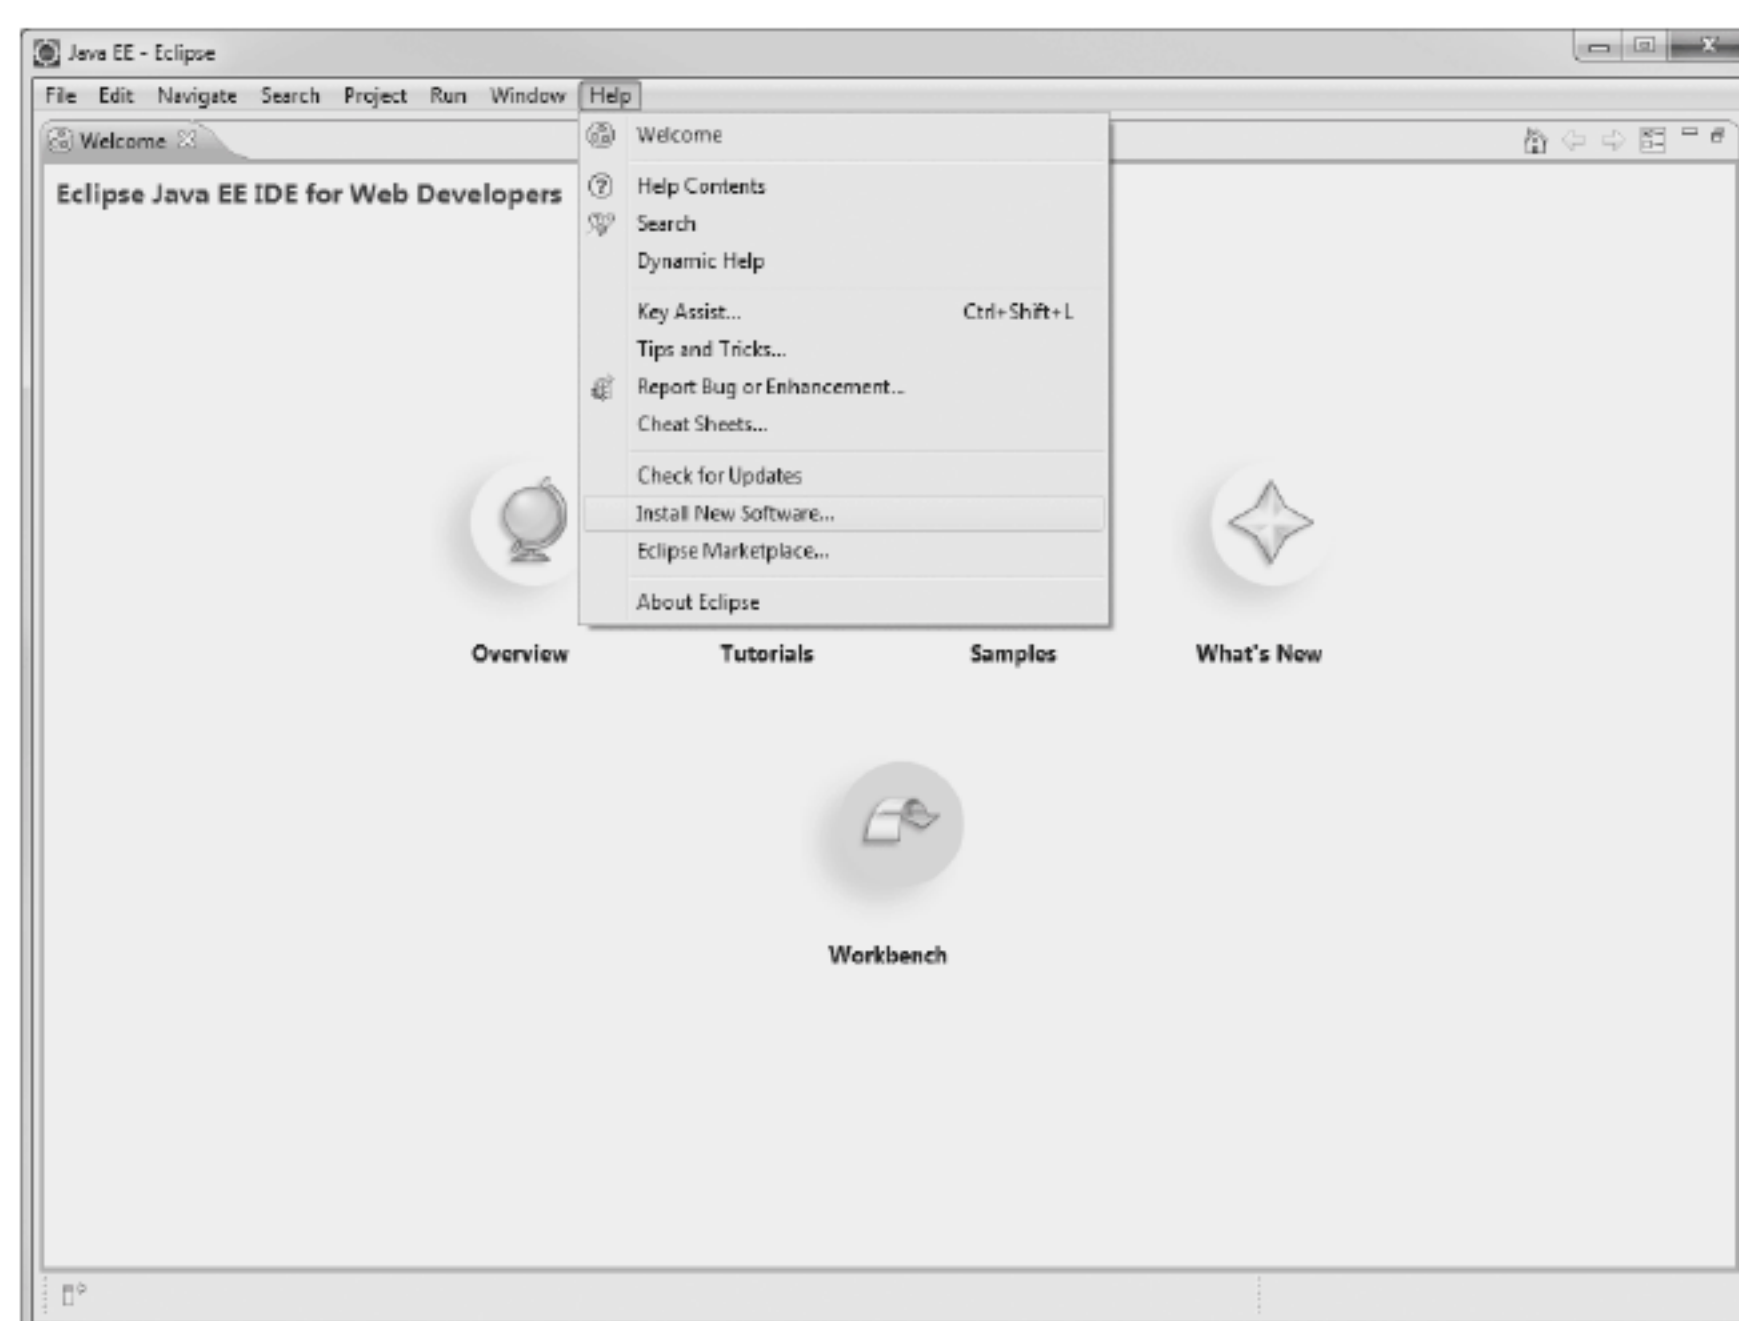 Java EE - Eclipse
File Edit Navigate Search Project Run Window Help
Welcome
Eclipse Java EE IDE for Web Developers
Welcome
Help Contents
Search
Dynamic Help
Key Assist... Ctrl+Shift+L
Tips and Tricks...
Report Bug or Enhancement...
Cheat Sheets...
Check for Updates
Install New Software...
Eclipse Marketplace...
About Eclipse
Overview Tutorials Samples What's New
Workbench